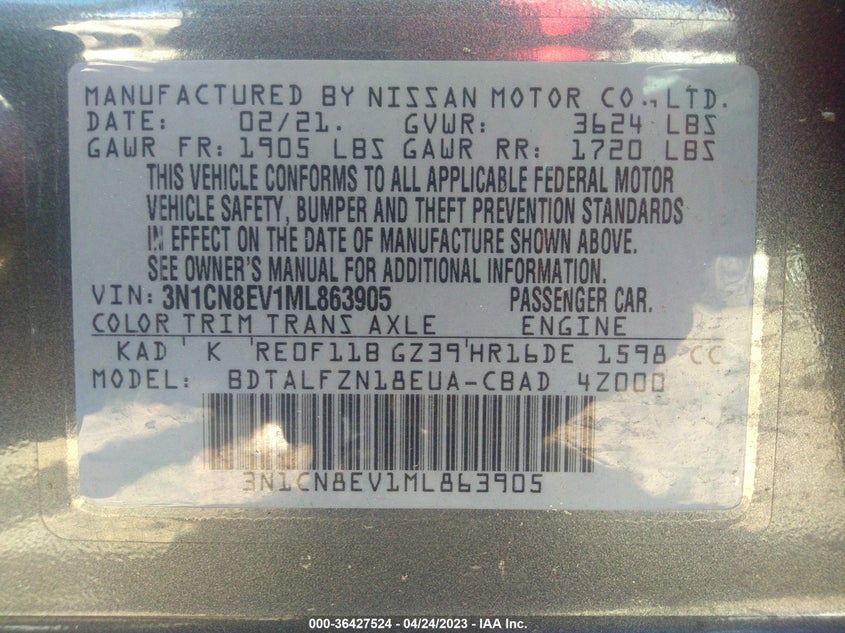 MANUFACTURED BY NISSAN MOTOR CO., LTD.
DATE: 02/21. GVWR: 3624 LBS
GAWR FR: 1905 LBS GAWR RR: 1720 LBS
THIS VEHICLE CONFORMS TO ALL APPLICABLE FEDERAL MOTOR
VEHICLE SAFETY, BUMPER AND THEFT PREVENTION STANDARDS
IN EFFECT ON THE DATE OF MANUFACTURE SHOWN ABOVE.
SEE OWNER'S MANUAL FOR ADDITIONAL INFORMATION.
VIN: 3N1CN8EV1ML863905 PASSENGER CAR.
COLOR TRIM TRANS AXLE ENGINE
KAD ' K 'RE0F11B GZ39'HR16DE 1598 CC
MODEL: BDTALFZN18EUA-CBAD 4Z000
3N1CN8EV1ML863905
000-36427524 - 04/24/2023 - IAA Inc.